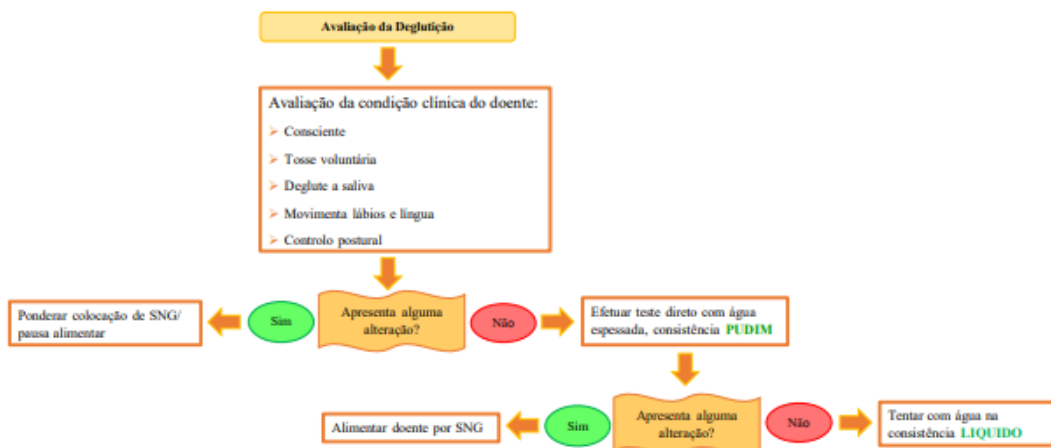 Avaliação da Deglutição
Avaliação da condição clínica do doente:
Consciente
Tosse voluntária
Deglute a saliva
Movimenta lábios e língua
Controlo postural
Ponderar colocação de SNG/
pausa alimentar
Sim
Apresenta alguma
alteração?
Não
Efetuar teste direto com água
espessada, consistência PUDIM
Alimentar doente por SNG
Sim
Apresenta alguma
alteração?
Não
Tentar com água na
consistência LIQUIDO